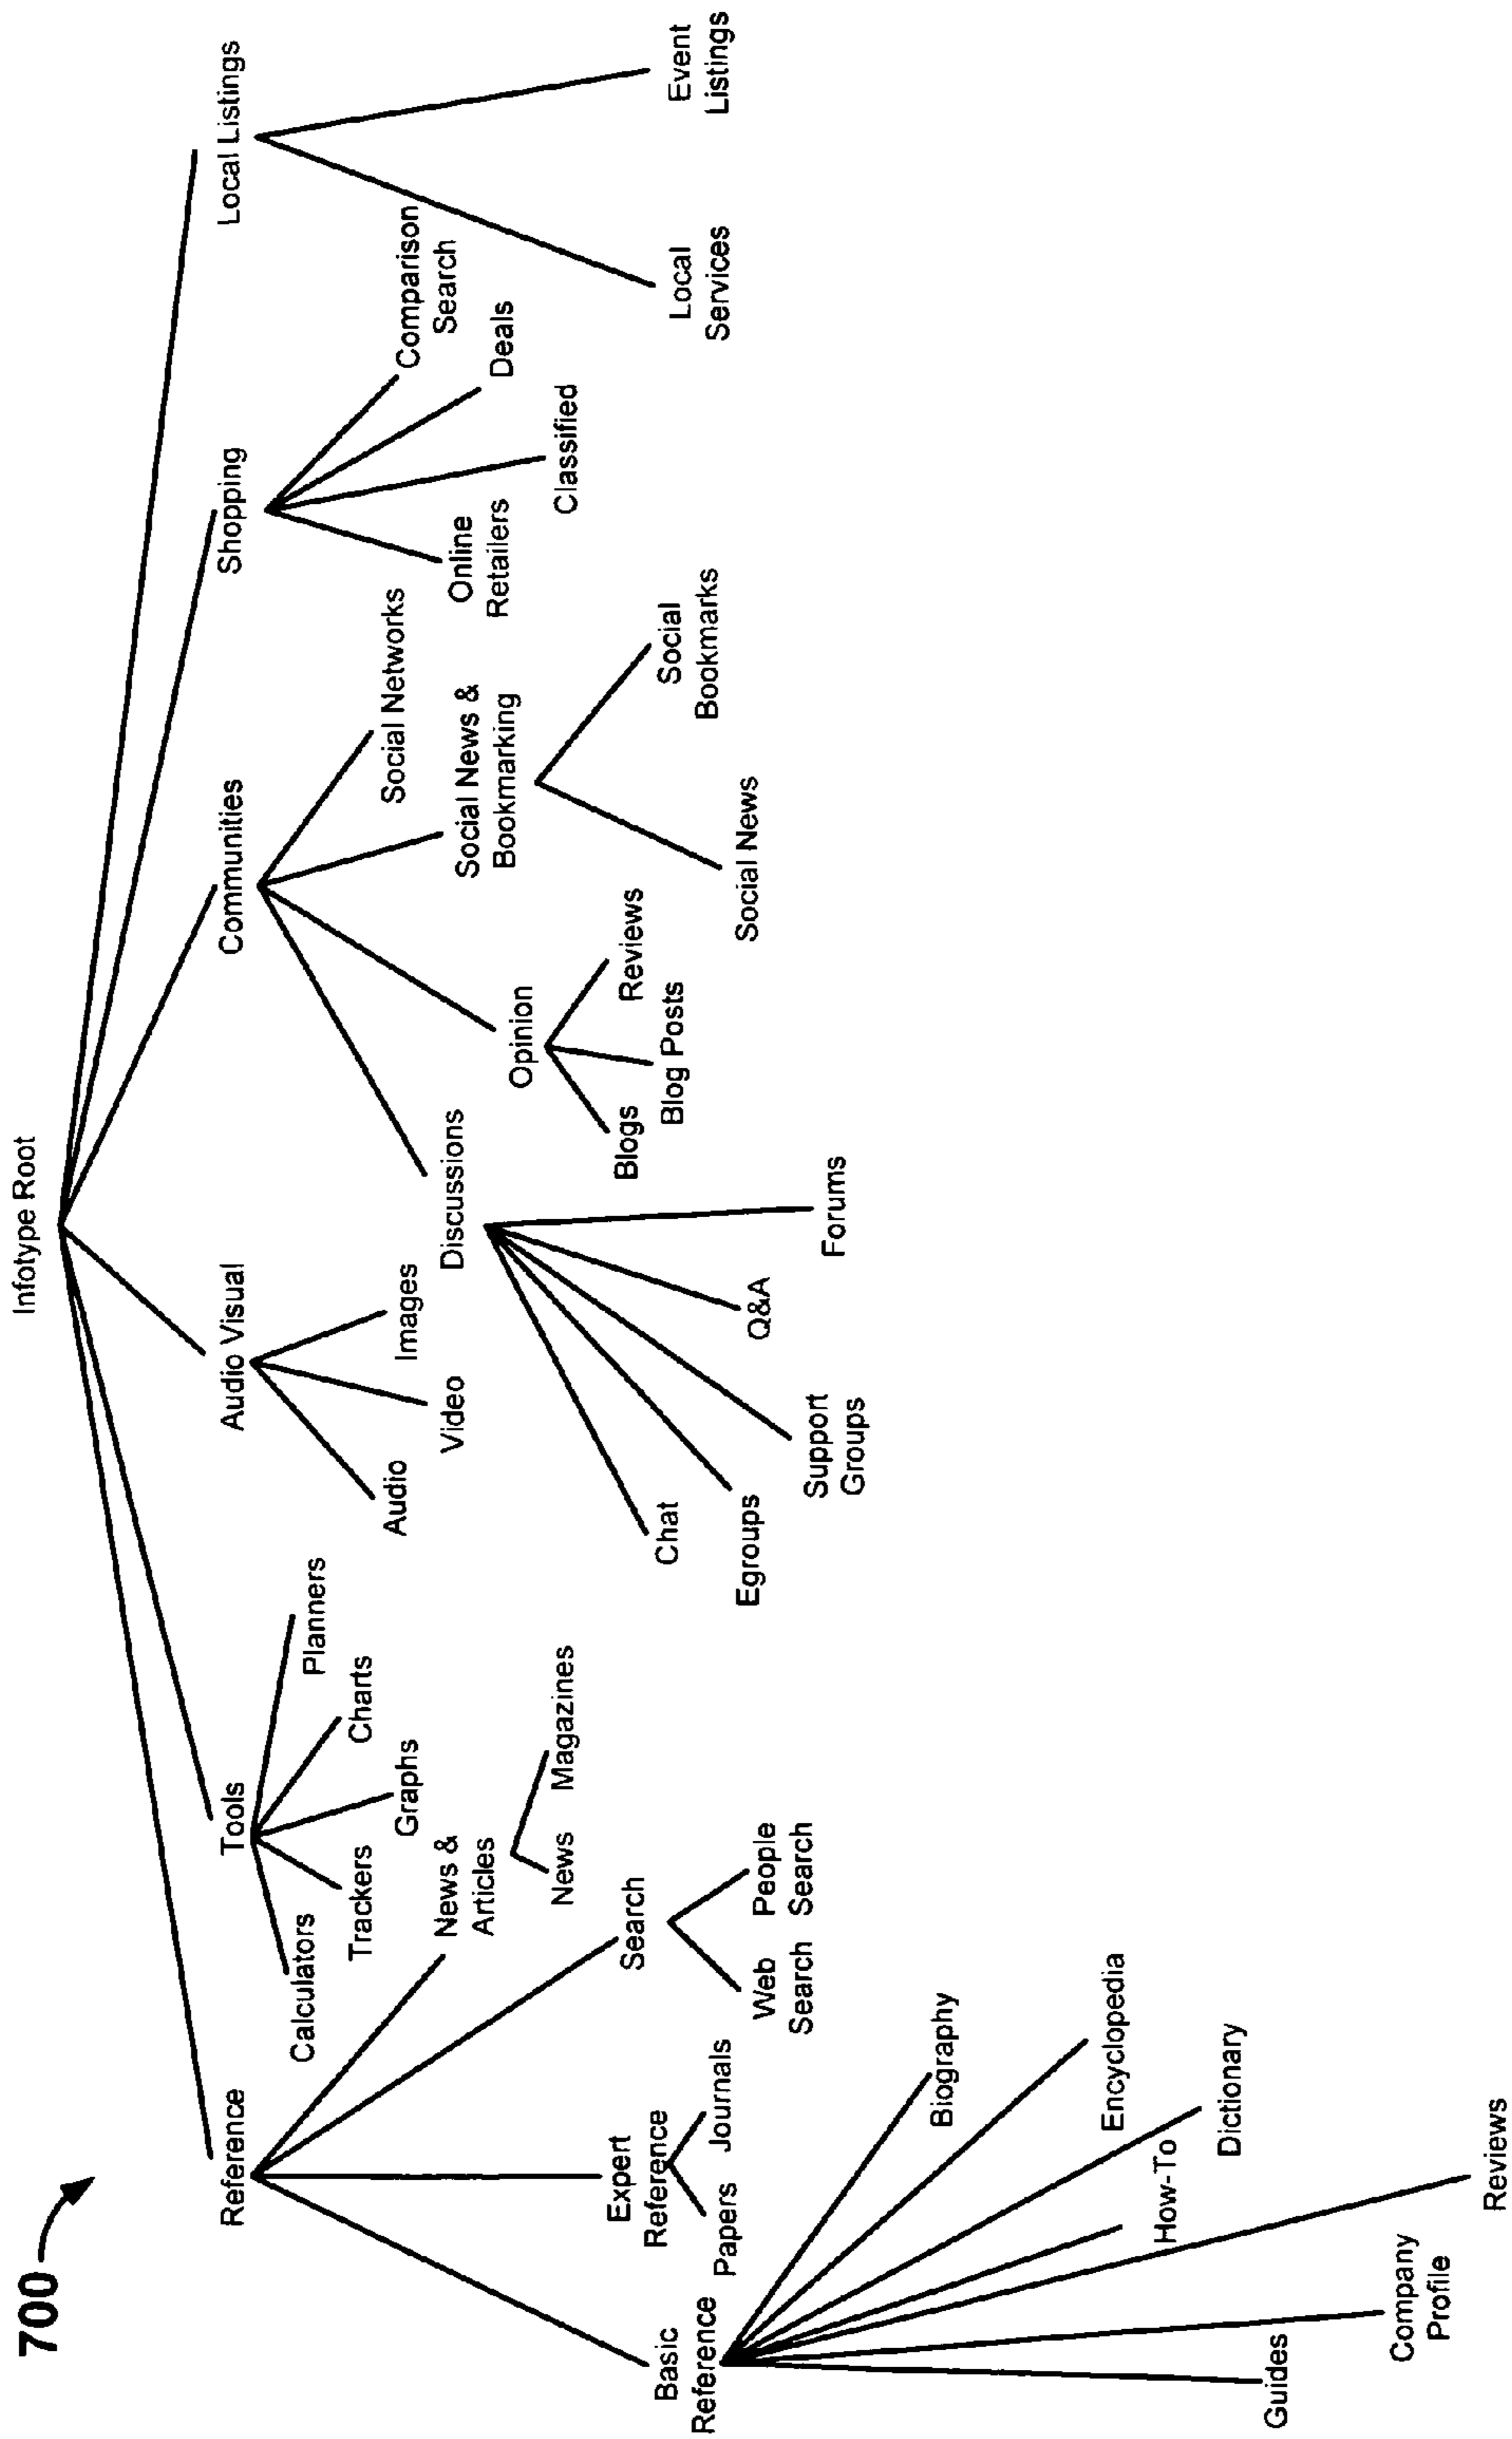 700
Infotype Root
Reference
Tools
Audio Visual
Communities
Shopping
Local Listings
Calculators
Trackers
Graphs
Charts
Planners
Audio
Video
Images
Social Networks
Comparison
Search
Deals
Classified
Online
Retailers
News &
Articles
News
Magazines
Discussions
Opinion
Social News &
Bookmarking
Blogs
Blog Posts
Reviews
Social
Bookmarks
Social News
Local
Services
Event
Listings
Basic
Reference
Expert
Reference
Papers
Journals
Search
Web
Search
People
Search
Chat
Egroups
Support
Groups
Q&A
Forums
Biography
Encyclopedia
Dictionary
How-To
Guides
Company
Profile
Reviews